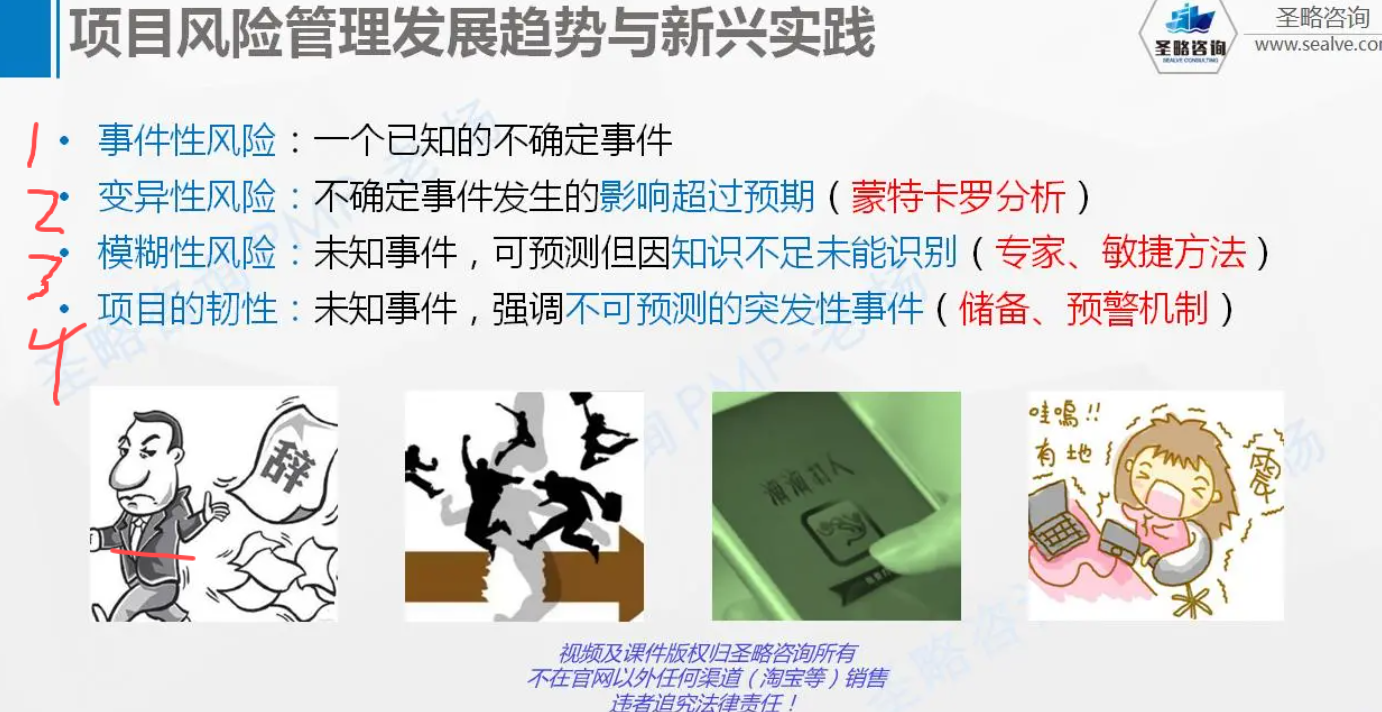 项目风险管理发展趋势与新兴实践
圣略咨询
SEALVE CONSULTING
圣略咨询
www.sealve.com
1 • 事件性风险：一个已知的不确定事件
2 • 变异性风险：不确定事件发生的影响超过预期（蒙特卡罗分析）
3 • 模糊性风险：未知事件，可预测但因知识不足未能识别（专家、敏捷方法）
4 • 项目的韧性：未知事件，强调不可预测的突发性事件（储备、预警机制）
辞
滴滴打人
哇呜!!
有地
震
视频及课件版权归圣略咨询所有
不在官网以外任何渠道（淘宝等）销售
违者追究法律责任！